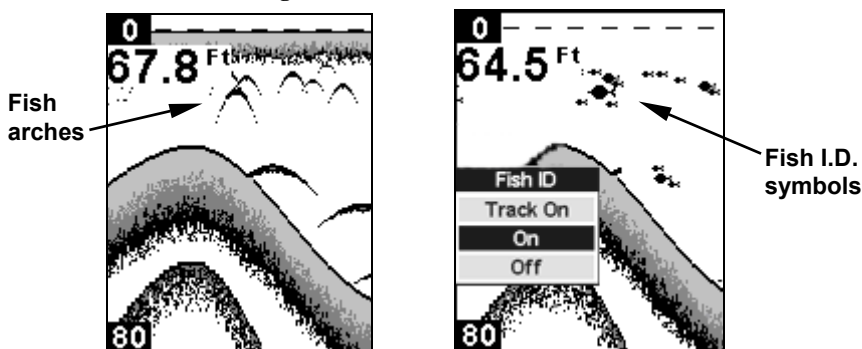 0
67.8 Ft
Fish
arches
80
0
64.5 Ft
Fish I.D.
symbols
Fish ID
Track On
On
Off
80